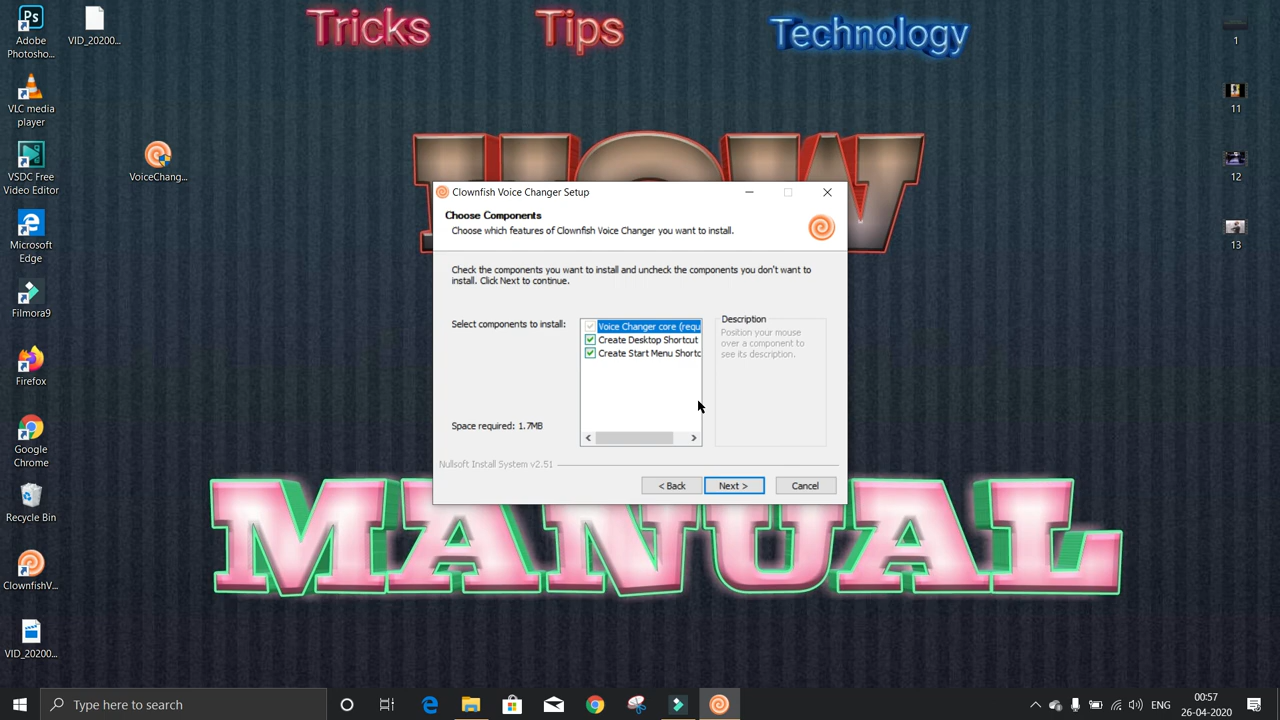 Tricks Tips Technology
HOW
MANUAL
Adobe
Photosho...
VID_20200...
VLC media
player
VSDC Free
Video Editor
VoiceChang...
Microsoft
Edge
Filmora9
Firefox
Google
Chrome
Recycle Bin
ClownfishV...
VID_20200...
1
11
12
13
Clownfish Voice Changer Setup
Choose Components
Choose which features of Clownfish Voice Changer you want to install.
Check the components you want to install and uncheck the components you don't want to
install. Click Next to continue.
Select components to install:
Voice Changer core (requ
Create Desktop Shortcut
Create Start Menu Shortc
Description
Position your mouse
over a component to
see its description.
Space required: 1.7MB
Nullsoft Install System v2.51
< Back
Next >
Cancel
Type here to search
ENG
00:57
26-04-2020